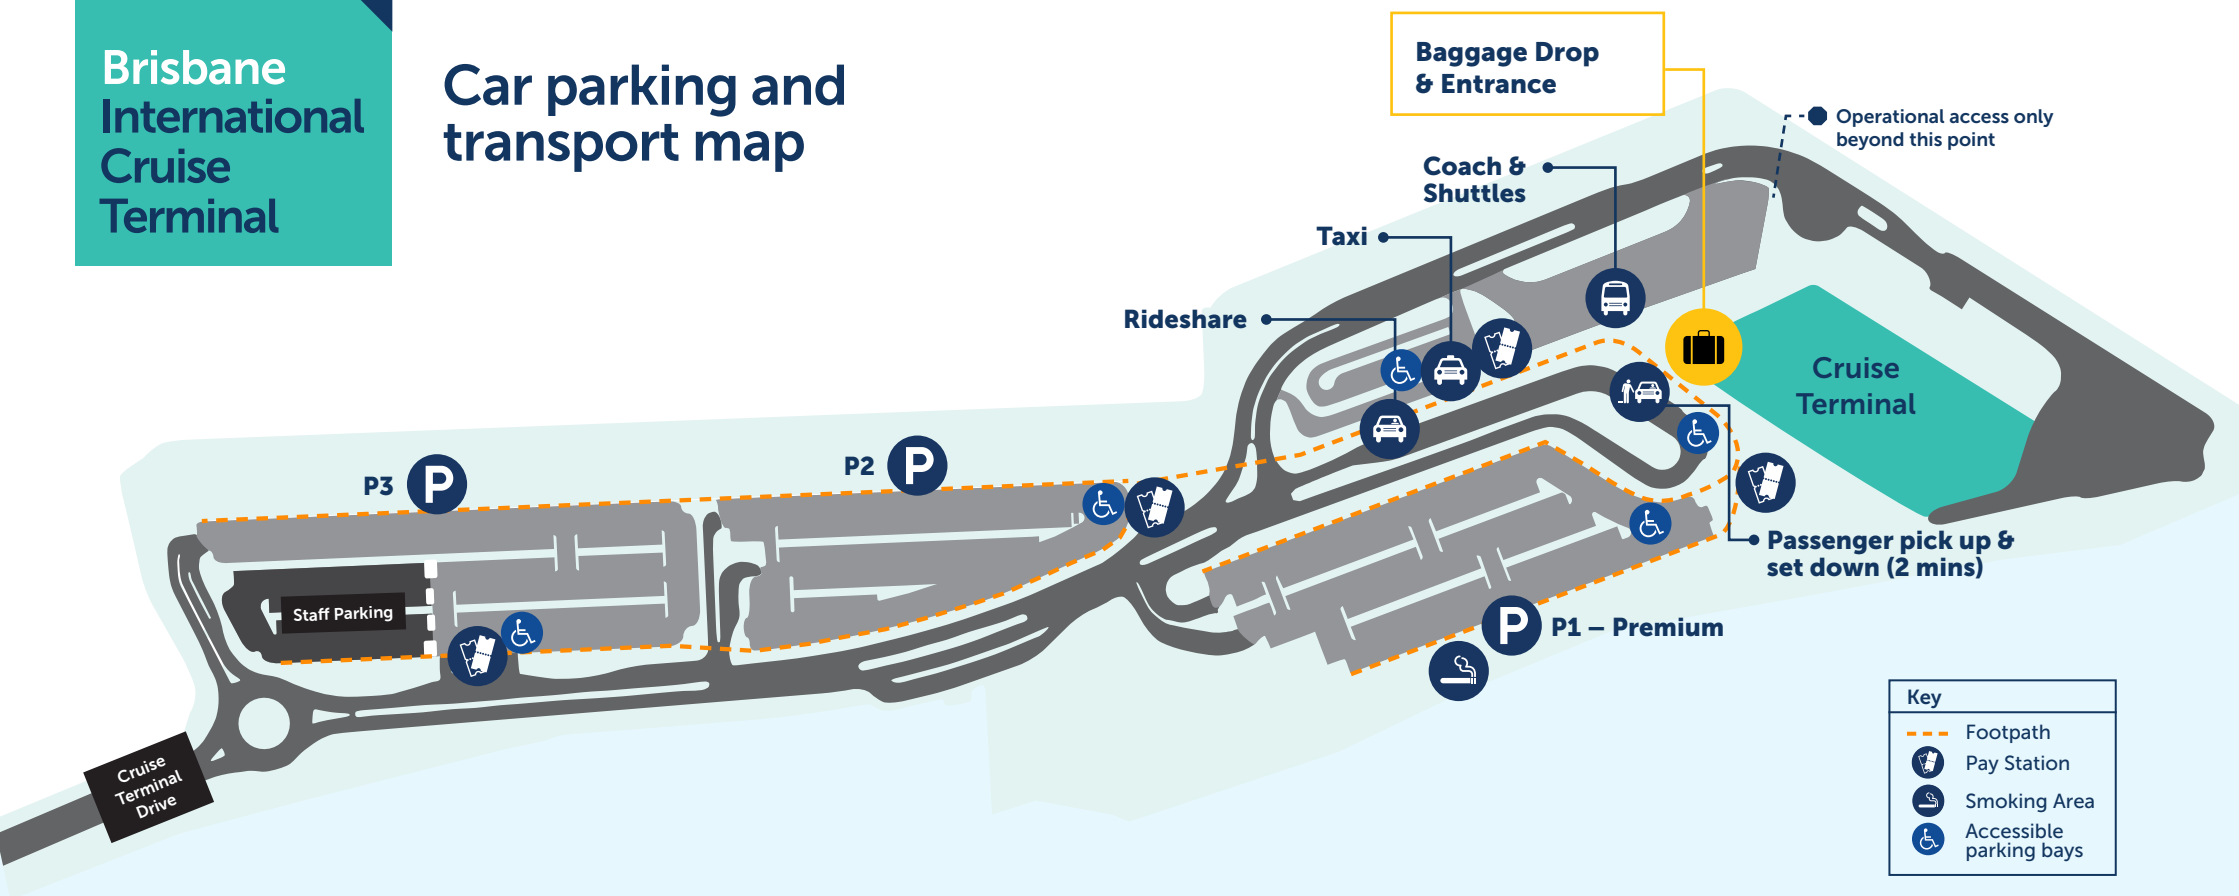 Brisbane
International
Cruise
Terminal
Car parking and
transport map
Baggage Drop
& Entrance
Operational access only
beyond this point
Coach &
Shuttles
Taxi
Rideshare
Cruise
Terminal
P3
P
P2
P
Staff Parking
Passenger pick up &
set down (2 mins)
P
P1 – Premium
Cruise
Terminal
Drive
Key
Footpath
Pay Station
Smoking Area
Accessible
parking bays